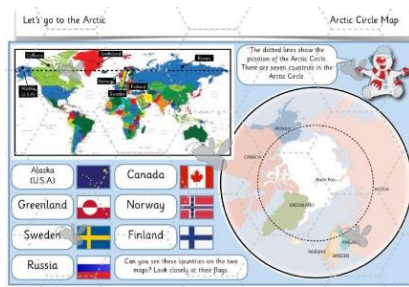 Let's go to the Arctic
Arctic Circle Map
The dotted lines show the
position of the Arctic Circle.
There are seven countries in the
Arctic Circle.
Canada
Greenland
Russia
Norway
Finland
Sweden
Alaska
(U.S.A)
ALASKA
CANADA
North Pole
RUSSIA
GREENLAND
FINLAND
NORWAY
SWEDEN
Alaska
(U.S.A)
Canada
Greenland
Norway
Sweden
Finland
Russia
Can you see these countries on the two
maps? Look closely at their flags.